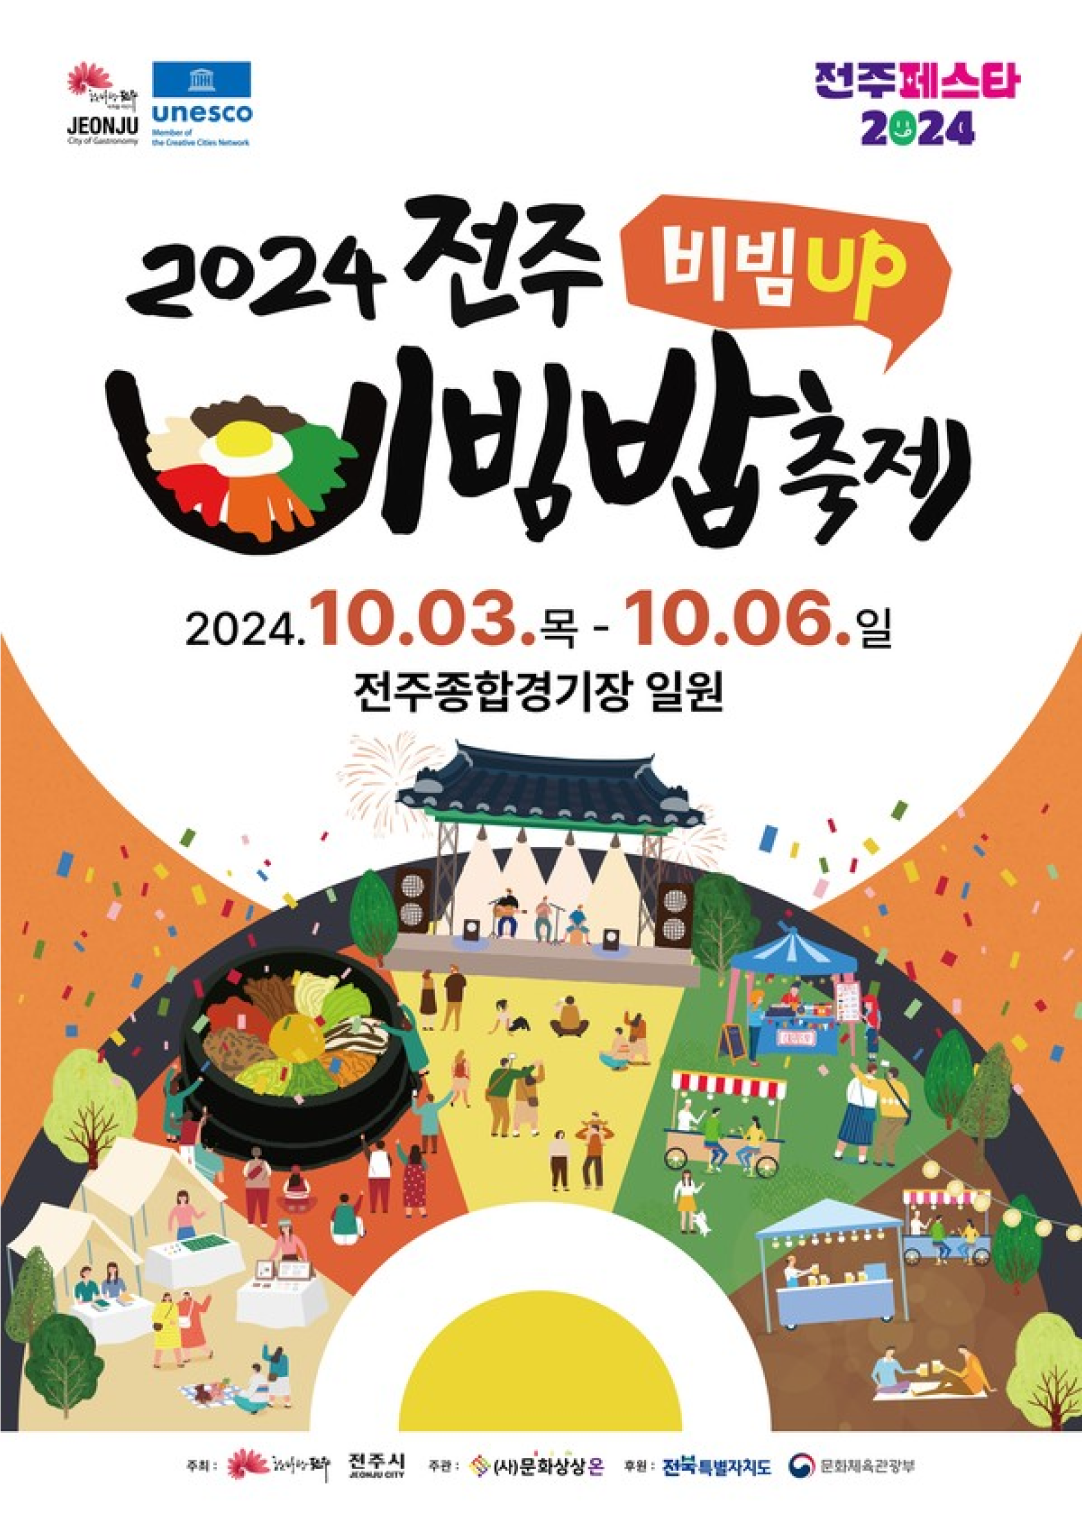 JEONJU
City of Gastronomy
unesco
Member of
the Creative Cities Network
전주페스타
2024
2024 전주 비빔UP
비빔밥축제
2024.10.03.목 - 10.06.일
전주종합경기장 일원
주최 : 전주시 주관 : (사)문화상상온 후원 : 전북특별자치도 문화체육관광부
JEONJU CITY